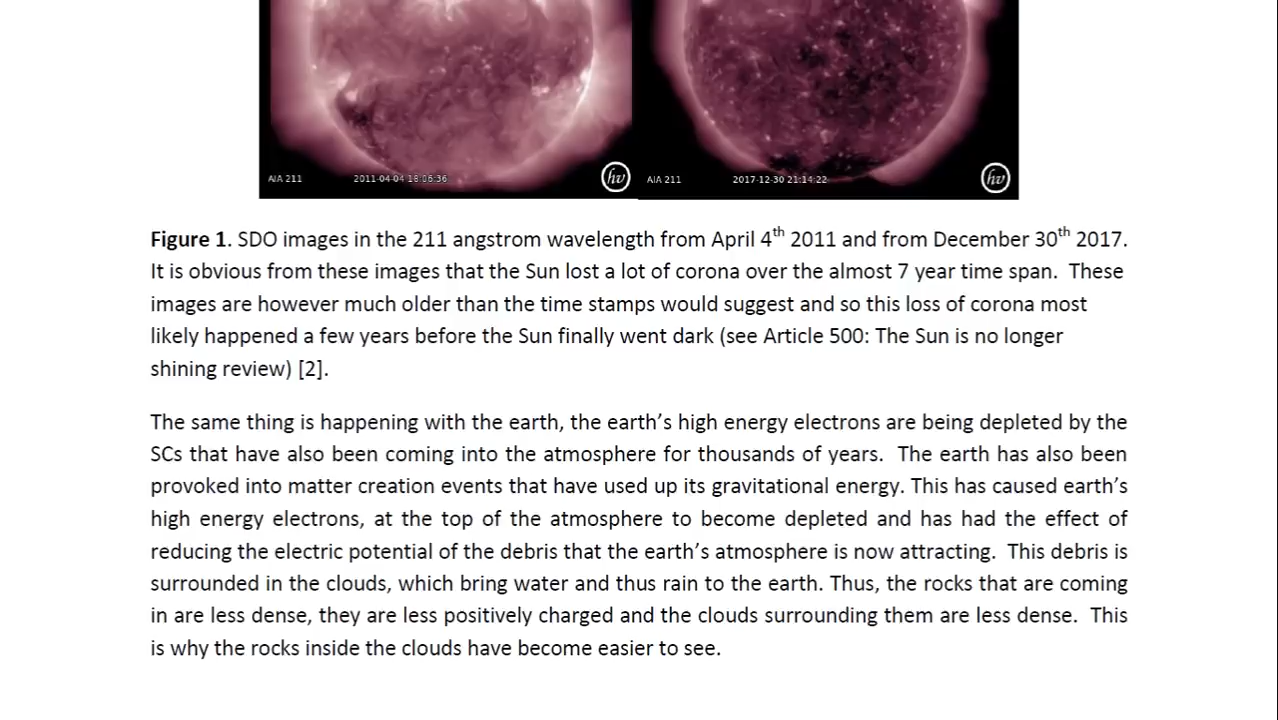 AIA 211 2011-04-04 18:06:36 hv AIA 211 2017-12-30 21:14:22 hv
Figure 1. SDO images in the 211 angstrom wavelength from April 4th 2011 and from December 30th 2017.
It is obvious from these images that the Sun lost a lot of corona over the almost 7 year time span. These
images are however much older than the time stamps would suggest and so this loss of corona most
likely happened a few years before the Sun finally went dark (see Article 500: The Sun is no longer
shining review) [2].
The same thing is happening with the earth, the earth's high energy electrons are being depleted by the
SCs that have also been coming into the atmosphere for thousands of years. The earth has also been
provoked into matter creation events that have used up its gravitational energy. This has caused earth's
high energy electrons, at the top of the atmosphere to become depleted and has had the effect of
reducing the electric potential of the debris that the earth's atmosphere is now attracting. This debris is
surrounded in the clouds, which bring water and thus rain to the earth. Thus, the rocks that are coming
in are less dense, they are less positively charged and the clouds surrounding them are less dense. This
is why the rocks inside the clouds have become easier to see.